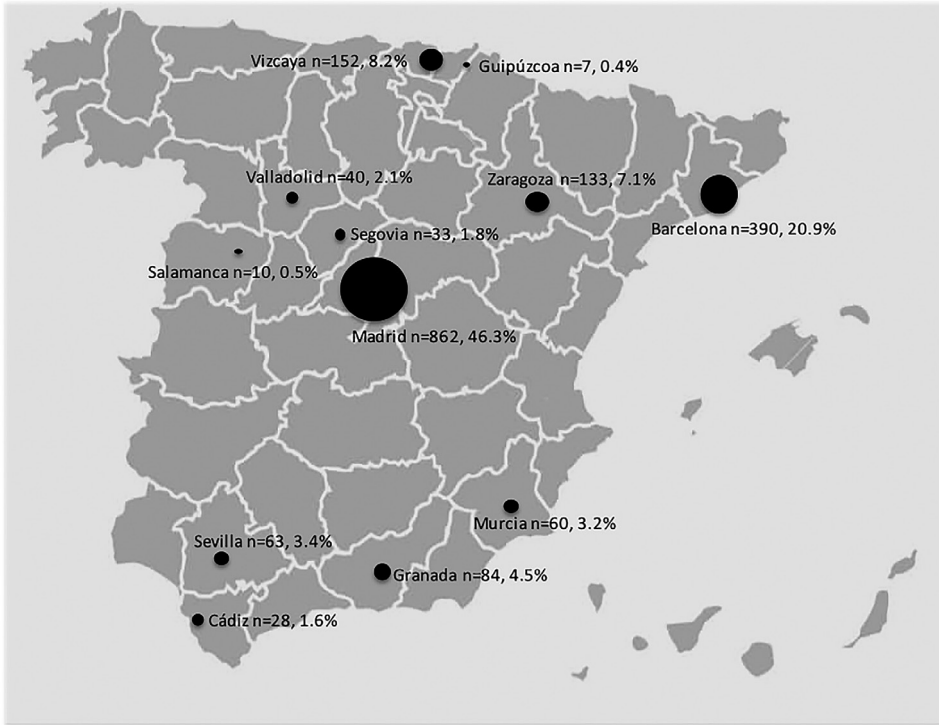 Vizcaya n=152, 8.2%
Guipúzcoa n=7, 0.4%
Valladolid n=40, 2.1%
Zaragoza n=133, 7.1%
Segovia n=33, 1.8%
Barcelona n=390, 20.9%
Salamanca n=10, 0.5%
Madrid n=862, 46.3%
Murcia n=60, 3.2%
Sevilla n=63, 3.4%
Granada n=84, 4.5%
Cádiz n=28, 1.6%